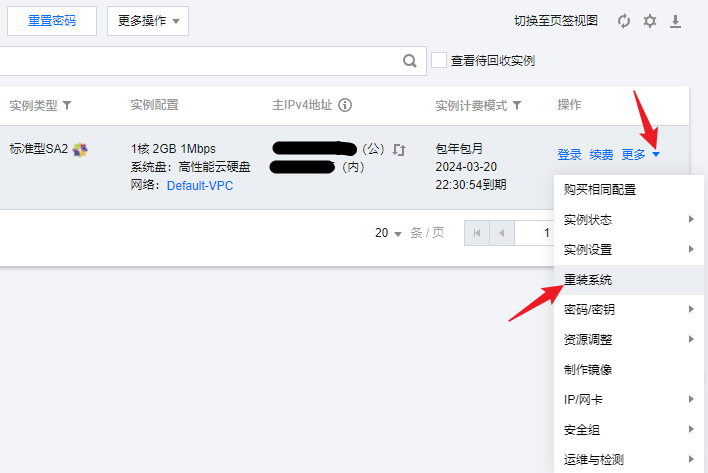 重置密码 更多操作 切换至页签视图
查看待回收实例
实例类型 实例配置 主IPv4地址 实例计费模式 操作
标准型SA2 1核 2GB 1Mbps （公） 包年包月
系统盘：高性能云硬盘 （内） 2024-03-20 登录 续费 更多
网络：Default-VPC 22:30:54到期
购买相同配置
实例状态
20 条 / 页 1
实例设置
重装系统
密码/密钥
资源调整
制作镜像
IP/网卡
安全组
运维与检测